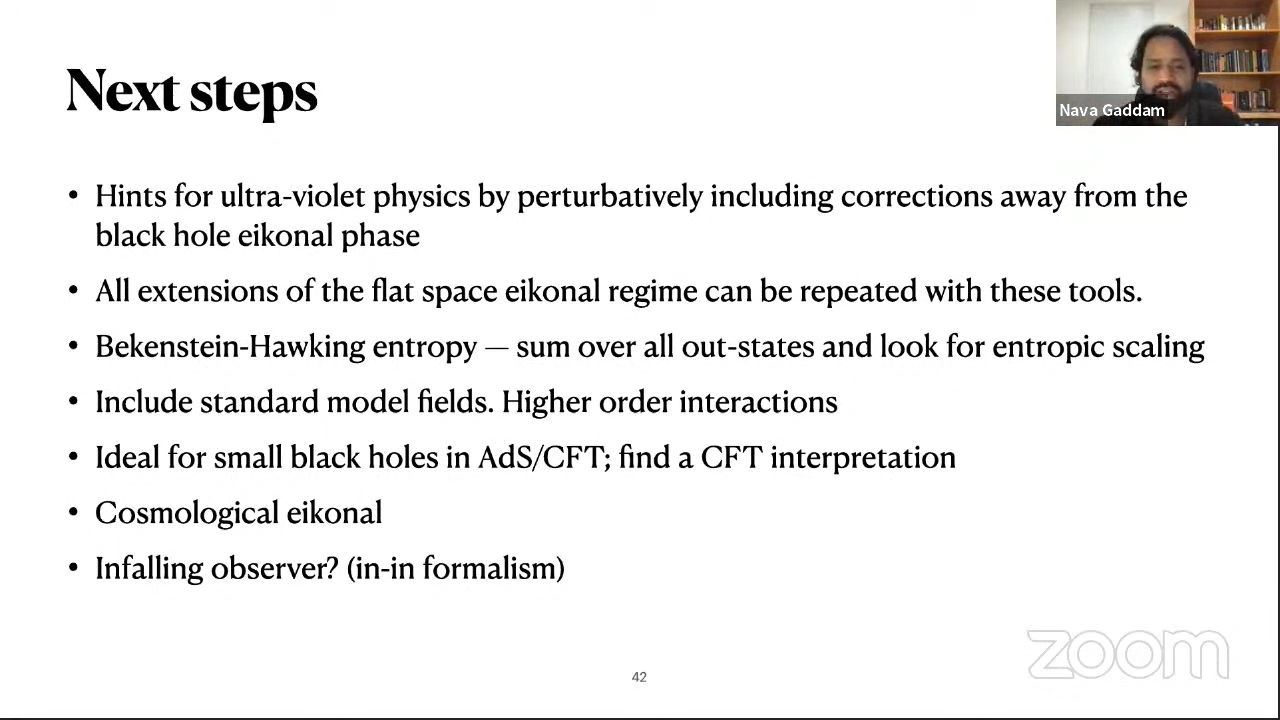 Next steps
Nava Gaddam
• Hints for ultra-violet physics by perturbatively including corrections away from the
black hole eikonal phase
• All extensions of the flat space eikonal regime can be repeated with these tools.
• Bekenstein-Hawking entropy — sum over all out-states and look for entropic scaling
• Include standard model fields. Higher order interactions
• Ideal for small black holes in AdS/CFT; find a CFT interpretation
• Cosmological eikonal
• Infalling observer? (in-in formalism)
42
zoom